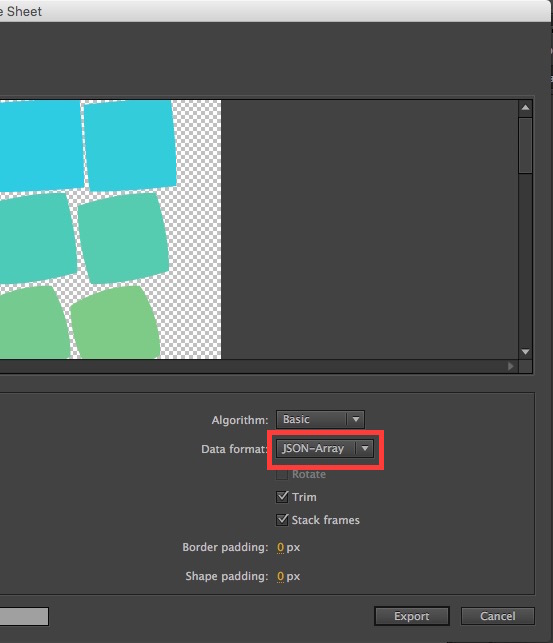 e Sheet
Algorithm: Basic
Data format: JSON-Array
Rotate
Trim
Stack frames
Border padding: 0 px
Shape padding: 0 px
Export Cancel